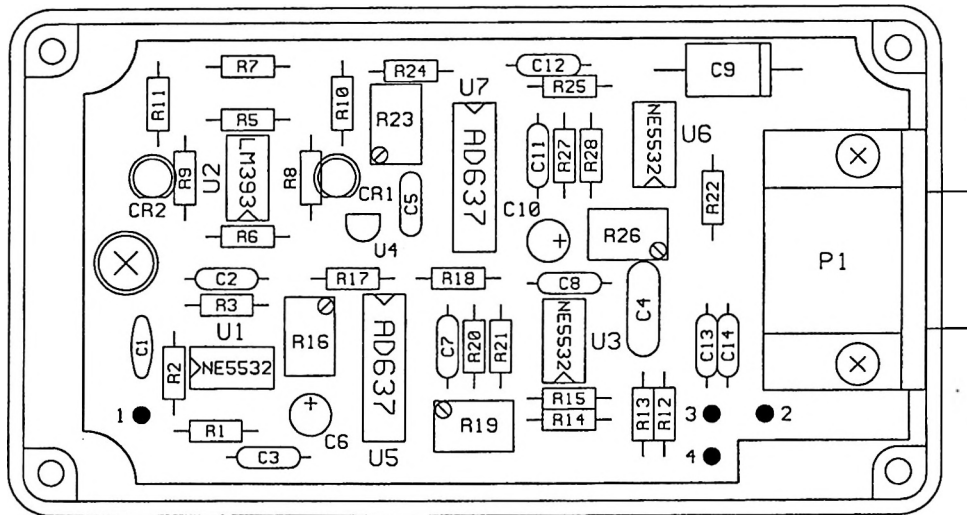 R7
R24
C12
R25
C9
R11
R10
U7
R5
R23
AD637
NE5532
U6
LM393
U2
R9
R8
C11
R27
R28
CR2
CR1
C5
R22
C10
R6
U4
R26
P1
C2
R17
R18
C8
R3
C4
U1
R16
AD637
NE5532
U3
C1
R2
NE5532
C7
R20
R21
C13
C14
R15
1
R1
C6
R19
R14
R13
R12
3
2
C3
U5
4